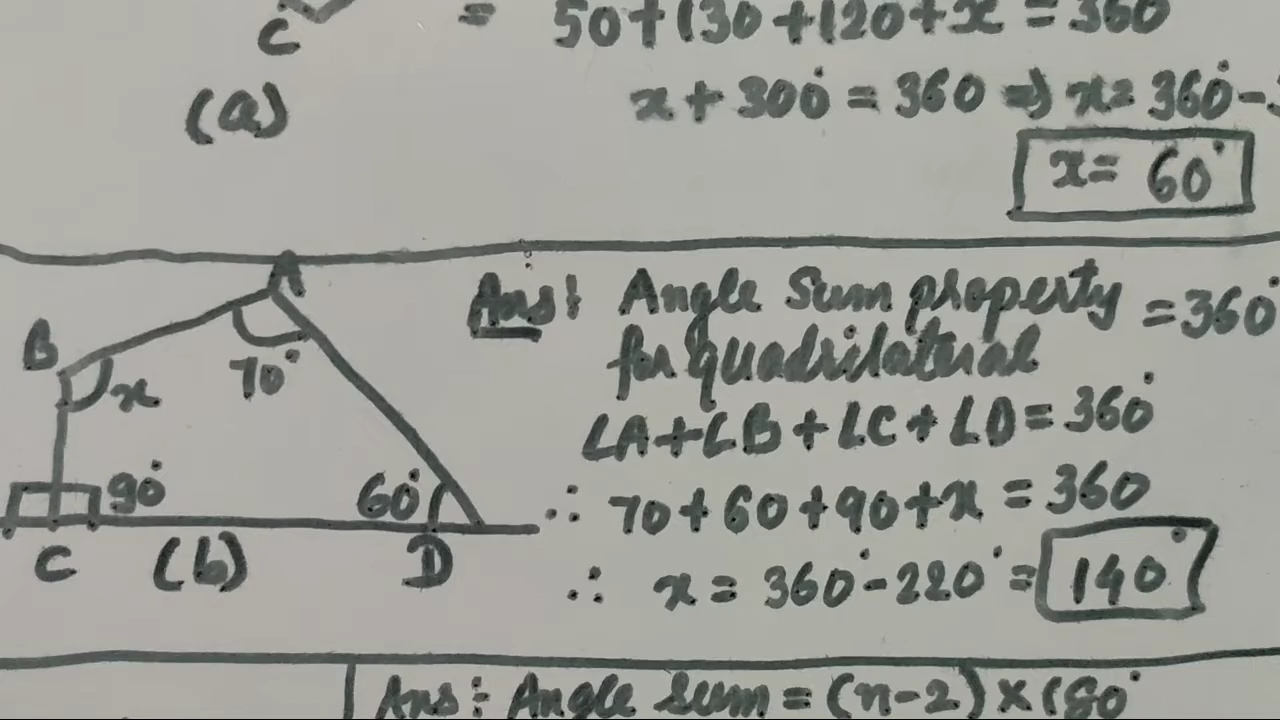 C
= 50+130+120+x = 360
(a)
x + 300° = 360 => x = 360° -
x = 60°
A
B
x
70°
90°
60°
C
(b)
D
Ans: Angle Sum property = 360°
for quadrilateral
∠A+∠B+∠C+∠D = 360°
∴ 70+60+90+x = 360
∴ x = 360° - 220° = 140°
Ans: Angle Sum = (n-2) × 180°